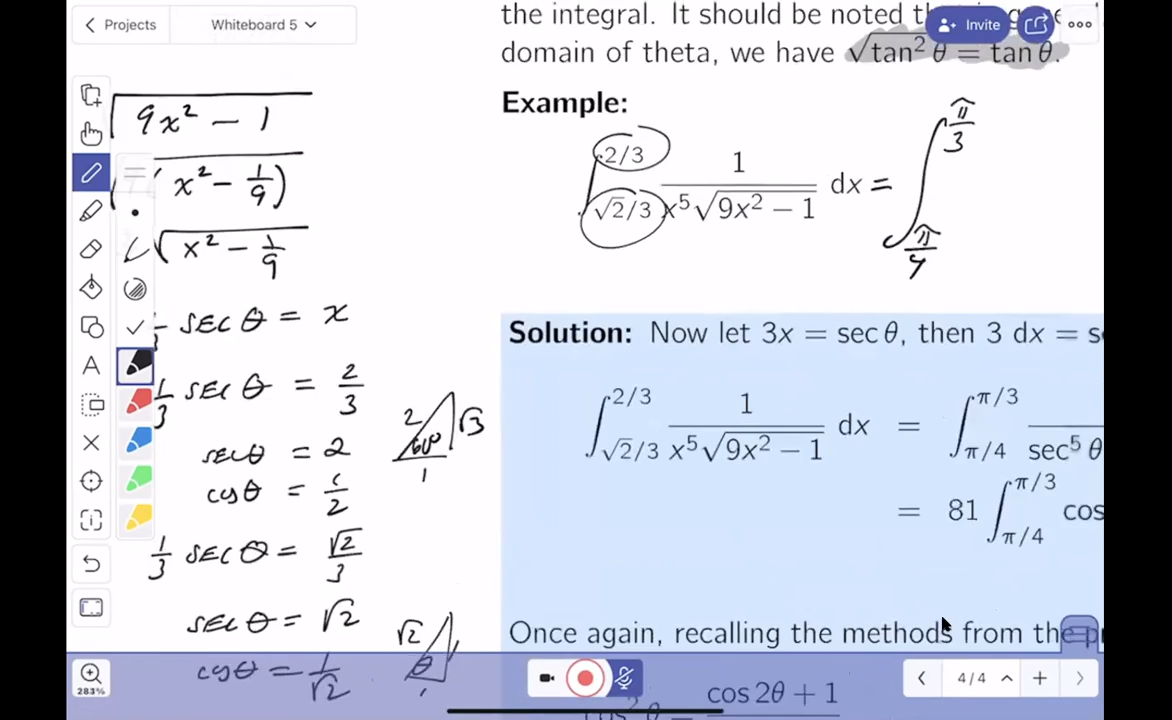 Projects
Whiteboard 5
Invite
the integral. It should be noted
domain of theta, we have √tan² θ = tan θ.
Example:
∫_{√2/3}^{2/3} 1/(x⁵√(9x² − 1)) dx = ∫_{π/4}^{π/3}
√(9x² − 1)
(x² − 1/9)
√(x² − 1/9)
sec θ = x
1/3 sec θ = 2/3
sec θ = 2
cos θ = 1/2
2 √3
60°
1
1/3 sec θ = √2/3
sec θ = √2
cos θ = 1/√2
√2
θ
1
Solution: Now let 3x = sec θ, then 3 dx =
∫_{√2/3}^{2/3} 1/(x⁵√(9x² − 1)) dx = ∫_{π/4}^{π/3} sec⁵ θ
= 81 ∫_{π/4}^{π/3} cos
Once again, recalling the methods from the
cos 2θ + 1
283%
4/4
A